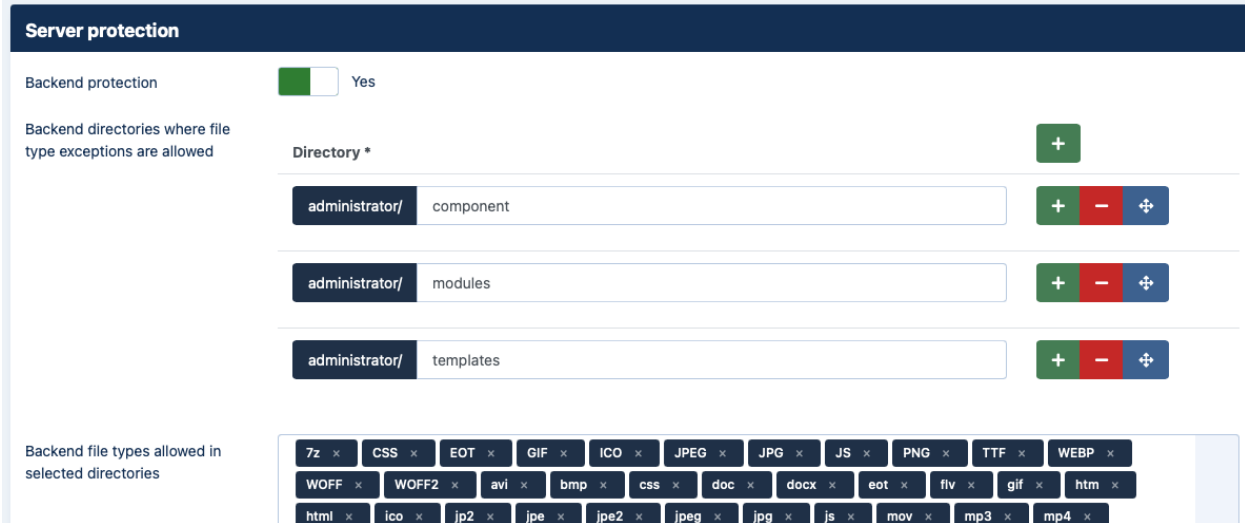 Server protection
Backend protection
Yes
Backend directories where file
type exceptions are allowed
Directory *
administrator/ component
administrator/ modules
administrator/ templates
Backend file types allowed in
selected directories
7z × CSS × EOT × GIF × ICO × JPEG × JPG × JS × PNG × TTF × WEBP ×
WOFF × WOFF2 × avi × bmp × css × doc × docx × eot × flv × gif × htm ×
html × ico × jp2 × jpe × jpe2 × jpeg × jpg × js × mov × mp3 × mp4 ×